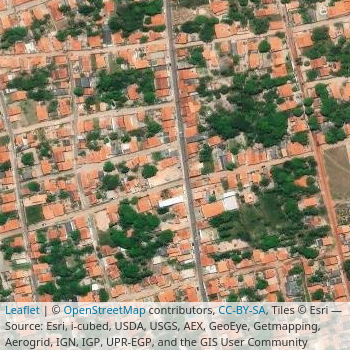 Leaflet | © OpenStreetMap contributors, CC-BY-SA, Tiles © Esri —
Source: Esri, i-cubed, USDA, USGS, AEX, GeoEye, Getmapping,
Aerogrid, IGN, IGP, UPR-EGP, and the GIS User Community